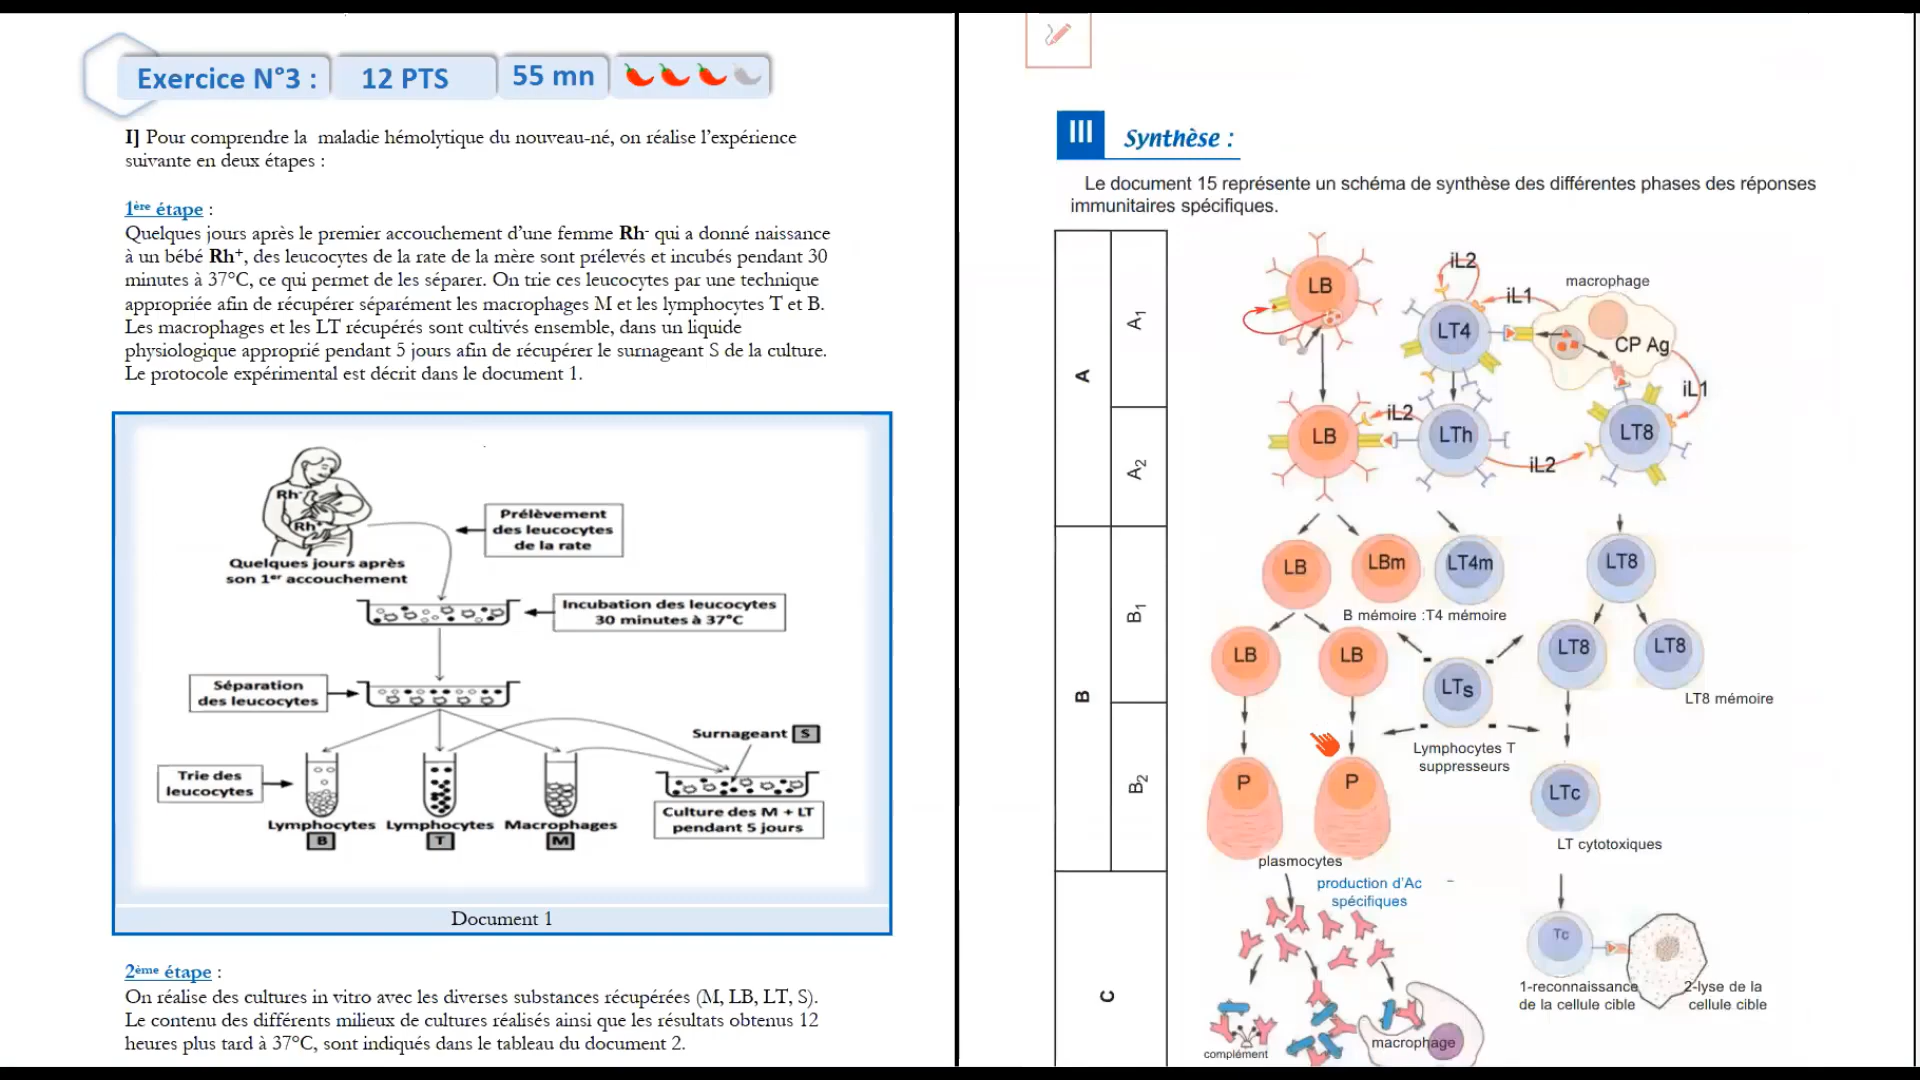 Exercice N°3 :
12 PTS
55 mn
I] Pour comprendre la maladie hémolytique du nouveau-né, on réalise l'expérience
suivante en deux étapes :
1ère étape :
Quelques jours après le premier accouchement d'une femme Rh- qui a donné naissance
à un bébé Rh+, des leucocytes de la rate de la mère sont prélevés et incubés pendant 30
minutes à 37°C, ce qui permet de les séparer. On trie ces leucocytes par une technique
appropriée afin de récupérer séparément les macrophages M et les lymphocytes T et B.
Les macrophages et les LT récupérés sont cultivés ensemble, dans un liquide
physiologique approprié pendant 5 jours afin de récupérer le surnageant S de la culture.
Le protocole expérimental est décrit dans le document 1.
Rh-
Rh+
Quelques jours après
son 1er accouchement
Prélèvement
des leucocytes
de la rate
Incubation des leucocytes
30 minutes à 37°C
Séparation
des leucocytes
Surnageant S
Trie des
leucocytes
Lymphocytes
B
Lymphocytes
T
Macrophages
M
Culture des M + LT
pendant 5 jours
Document 1
2ème étape :
On réalise des cultures in vitro avec les diverses substances récupérées (M, LB, LT, S).
Le contenu des différents milieux de cultures réalisés ainsi que les résultats obtenus 12
heures plus tard à 37°C, sont indiqués dans le tableau du document 2.
III
Synthèse :
Le document 15 représente un schéma de synthèse des différentes phases des réponses
immunitaires spécifiques.
A
A1
A2
B
B1
B2
C
LB
iL2
iL1
macrophage
LT4
CP Ag
iL1
LB
iL2
LTh
iL2
LT8
LB
LBm
LT4m
LT8
B mémoire :T4 mémoire
LB
LB
LTs
LT8
LT8
LT8 mémoire
Lymphocytes T
suppresseurs
P
P
LTc
LT cytotoxiques
plasmocytes
production d'Ac
spécifiques
Tc
1-reconnaissance
de la cellule cible
2-lyse de la
cellule cible
complément
macrophage